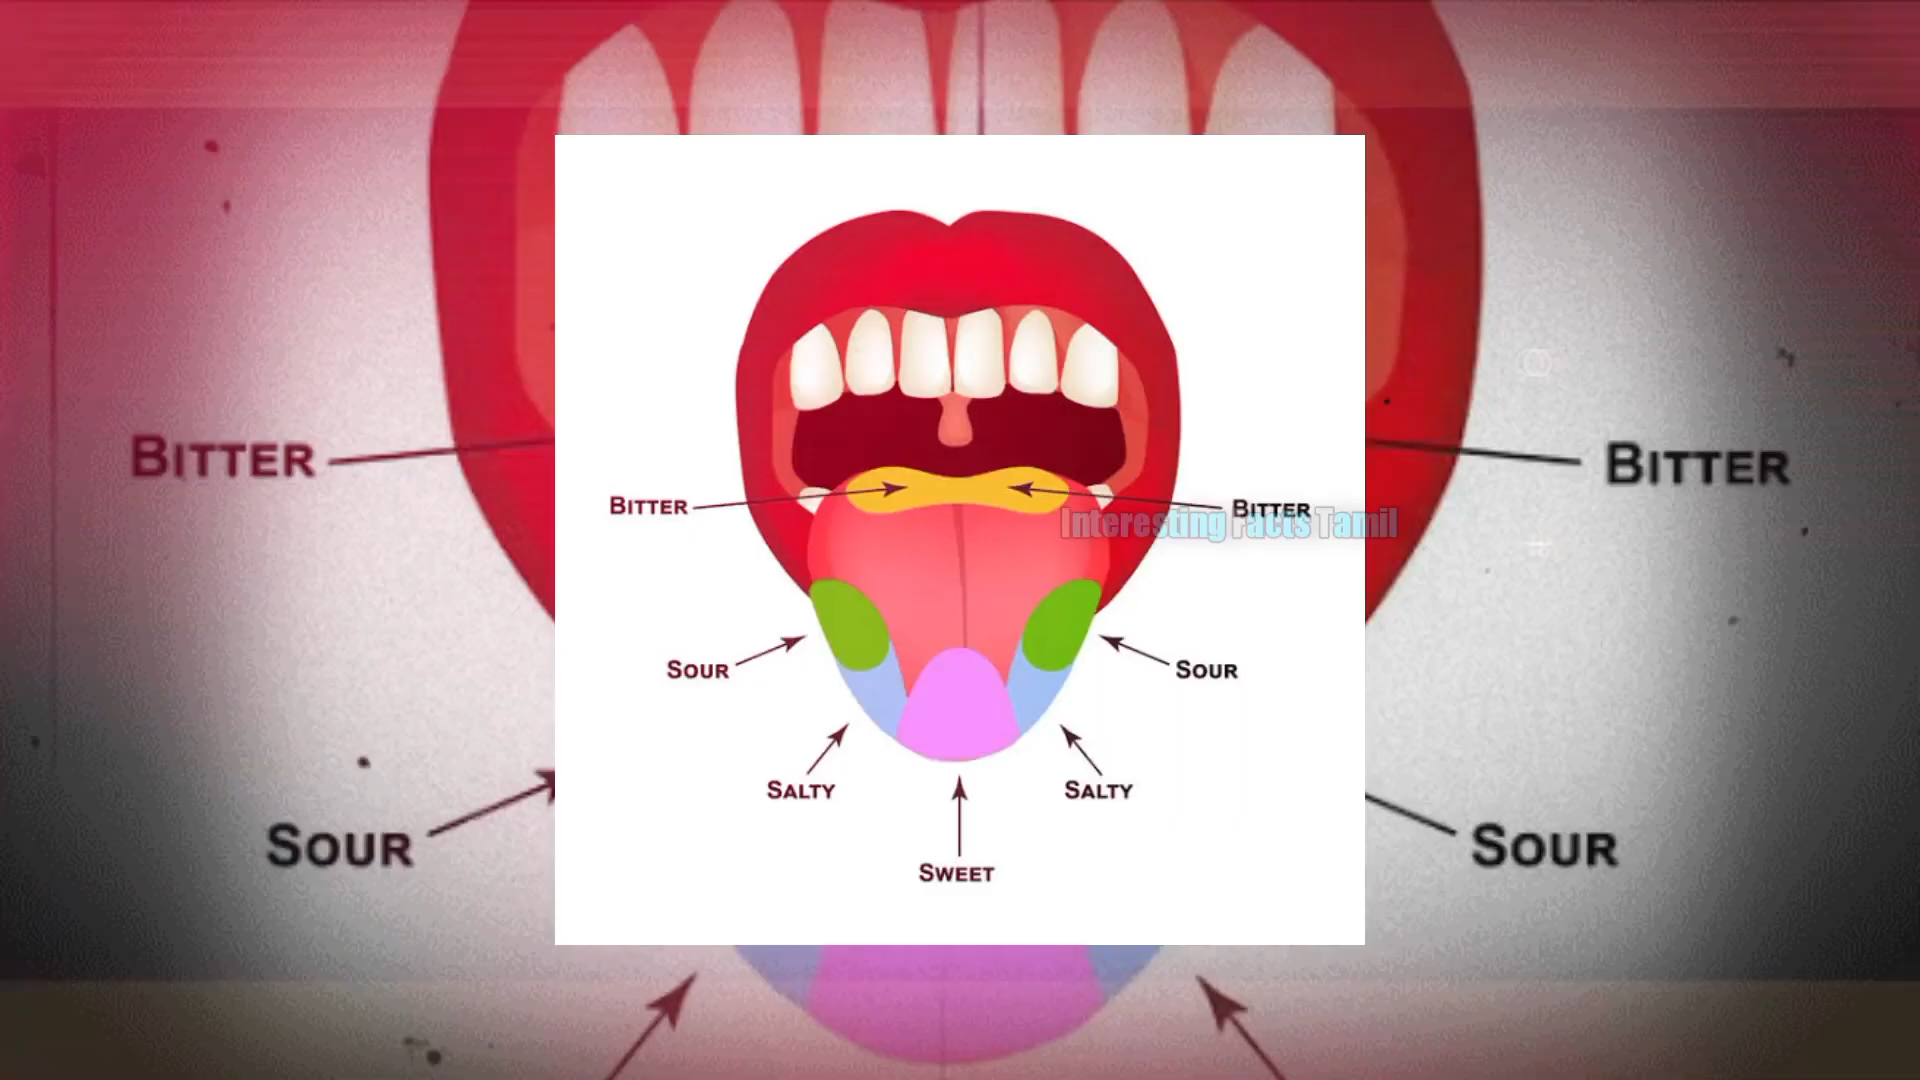 BITTER
BITTER
BITTER
BITTER
Interesting Facts Tamil
SOUR
SOUR
SALTY
SALTY
SOUR
SOUR
SWEET